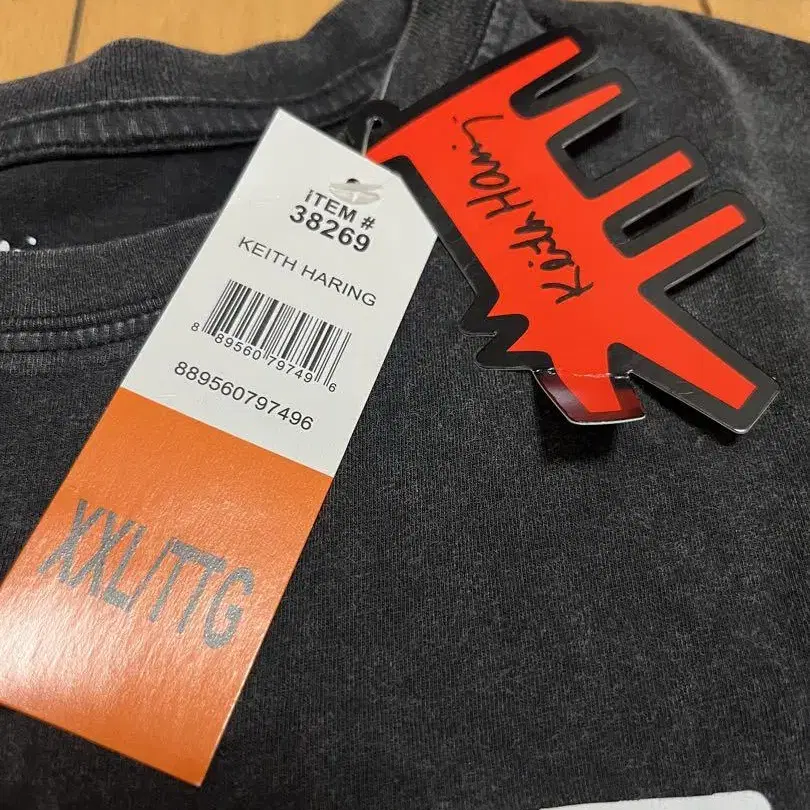 iTEM #
38269
KEITH HARING
8 89560 79749 6
889560797496
XXL/TTG
Keith Haring